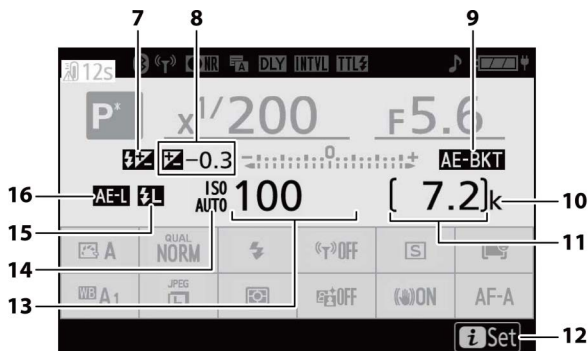 7 8 9
12s NR DLY INTVL TTL
P* x1/200 F5.6
-0.3 - 0 + AE-BKT
16 AE-L L ISO AUTO 100 [7.2]k 10
15 14 13 11
A QUAL NORM OFF S
WB A1 JPEG L OFF ON AF-A
i Set 12